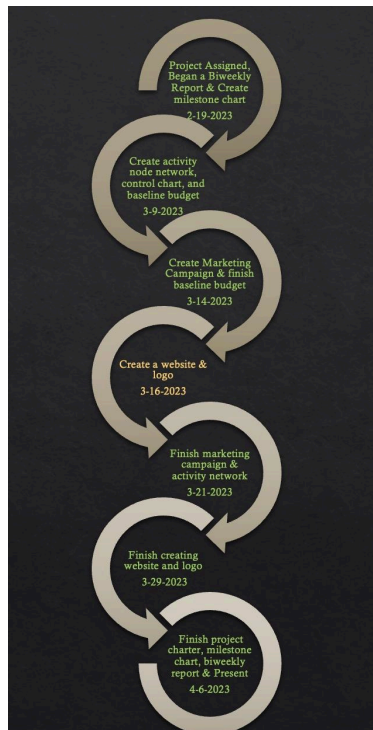 Project Assigned,
Began a Biweekly
Report & Create
milestone chart
2-19-2023
Create activity
node network,
control chart, and
baseline budget
3-9-2023
Create Marketing
Campaign & finish
baseline budget
3-14-2023
Create a website &
logo
3-16-2023
Finish marketing
campaign &
activity network
3-21-2023
Finish creating
website and logo
3-29-2023
Finish project
charter, milestone
chart, biweekly
report & Present
4-6-2023